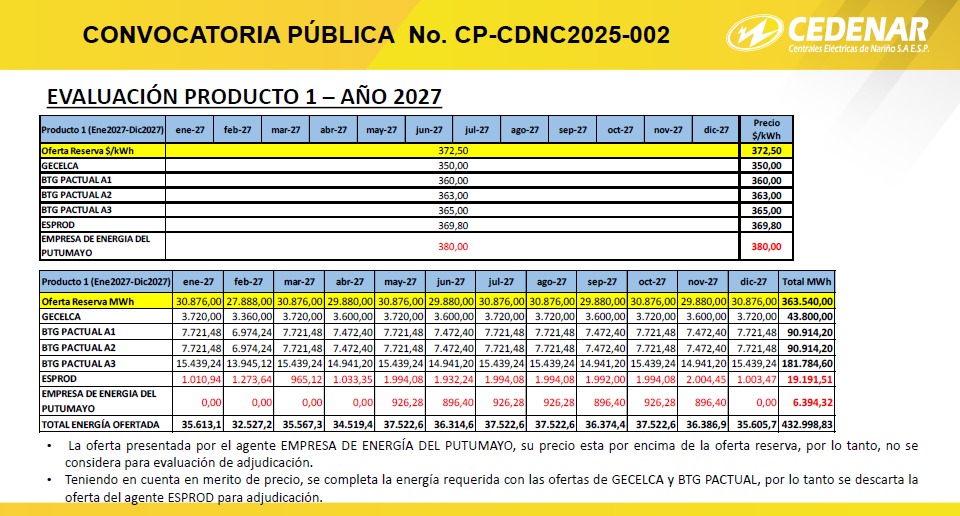 CONVOCATORIA PÚBLICA No. CP-CDNC2025-002
CEDENAR
Centrales Eléctricas de Nariño S.A E.S.P.
EVALUACIÓN PRODUCTO 1 – AÑO 2027
Producto 1 (Ene2027-Dic2027) ene-27 feb-27 mar-27 abr-27 may-27 jun-27 jul-27 ago-27 sep-27 oct-27 nov-27 dic-27 Precio $/kWh
Oferta Reserva $/kWh 372,50 372,50
GECELCA 350,00 350,00
BTG PACTUAL A1 360,00 360,00
BTG PACTUAL A2 363,00 363,00
BTG PACTUAL A3 365,00 365,00
ESPROD 369,80 369,80
EMPRESA DE ENERGIA DEL PUTUMAYO 380,00 380,00
Producto 1 (Ene2027-Dic2027) ene-27 feb-27 mar-27 abr-27 may-27 jun-27 jul-27 ago-27 sep-27 oct-27 nov-27 dic-27 Total MWh
Oferta Reserva MWh 30.876,00 27.888,00 30.876,00 29.880,00 30.876,00 29.880,00 30.876,00 30.876,00 29.880,00 30.876,00 29.880,00 30.876,00 363.540,00
GECELCA 3.720,00 3.360,00 3.720,00 3.600,00 3.720,00 3.600,00 3.720,00 3.720,00 3.600,00 3.720,00 3.600,00 3.720,00 43.800,00
BTG PACTUAL A1 7.721,48 6.974,24 7.721,48 7.472,40 7.721,48 7.472,40 7.721,48 7.721,48 7.472,40 7.721,48 7.472,40 7.721,48 90.914,20
BTG PACTUAL A2 7.721,48 6.974,24 7.721,48 7.472,40 7.721,48 7.472,40 7.721,48 7.721,48 7.472,40 7.721,48 7.472,40 7.721,48 90.914,20
BTG PACTUAL A3 15.439,24 13.945,12 15.439,24 14.941,20 15.439,24 14.941,20 15.439,24 15.439,24 14.941,20 15.439,24 14.941,20 15.439,24 181.784,60
ESPROD 1.010,94 1.273,64 965,12 1.033,35 1.994,08 1.932,24 1.994,08 1.994,08 1.992,00 1.994,08 2.004,45 1.003,47 19.191,51
EMPRESA DE ENERGIA DEL PUTUMAYO 0,00 0,00 0,00 0,00 926,28 896,40 926,28 926,28 896,40 926,28 896,40 0,00 6.394,32
TOTAL ENERGÍA OFERTADA 35.613,1 32.527,2 35.567,3 34.519,4 37.522,6 36.314,6 37.522,6 37.522,6 36.374,4 37.522,6 36.386,9 35.605,7 432.998,83
• La oferta presentada por el agente EMPRESA DE ENERGÍA DEL PUTUMAYO, su precio esta por encima de la oferta reserva, por lo tanto, no se
considera para evaluación de adjudicación.
• Teniendo en cuenta en merito de precio, se completa la energía requerida con las ofertas de GECELCA y BTG PACTUAL, por lo tanto se descarta la
oferta del agente ESPROD para adjudicación.